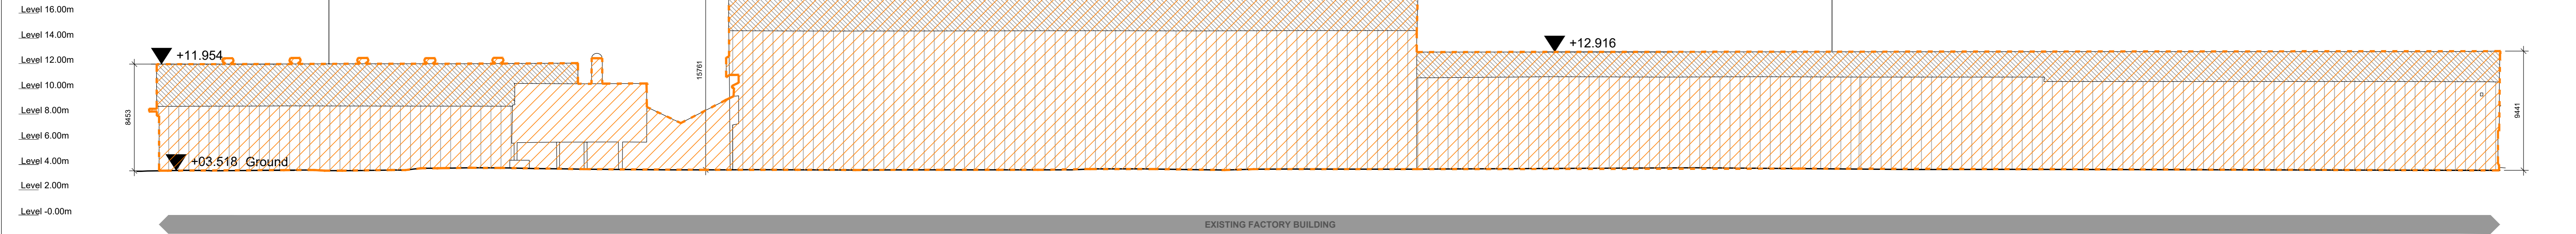 Level 16.00m
Level 14.00m
+12.916
+11.954
Level 12.00m
15761
Level 10.00m
8453
Level 8.00m
9441
Level 6.00m
+03.518 Ground
Level 4.00m
Level 2.00m
Level -0.00m
EXISTING FACTORY BUILDING